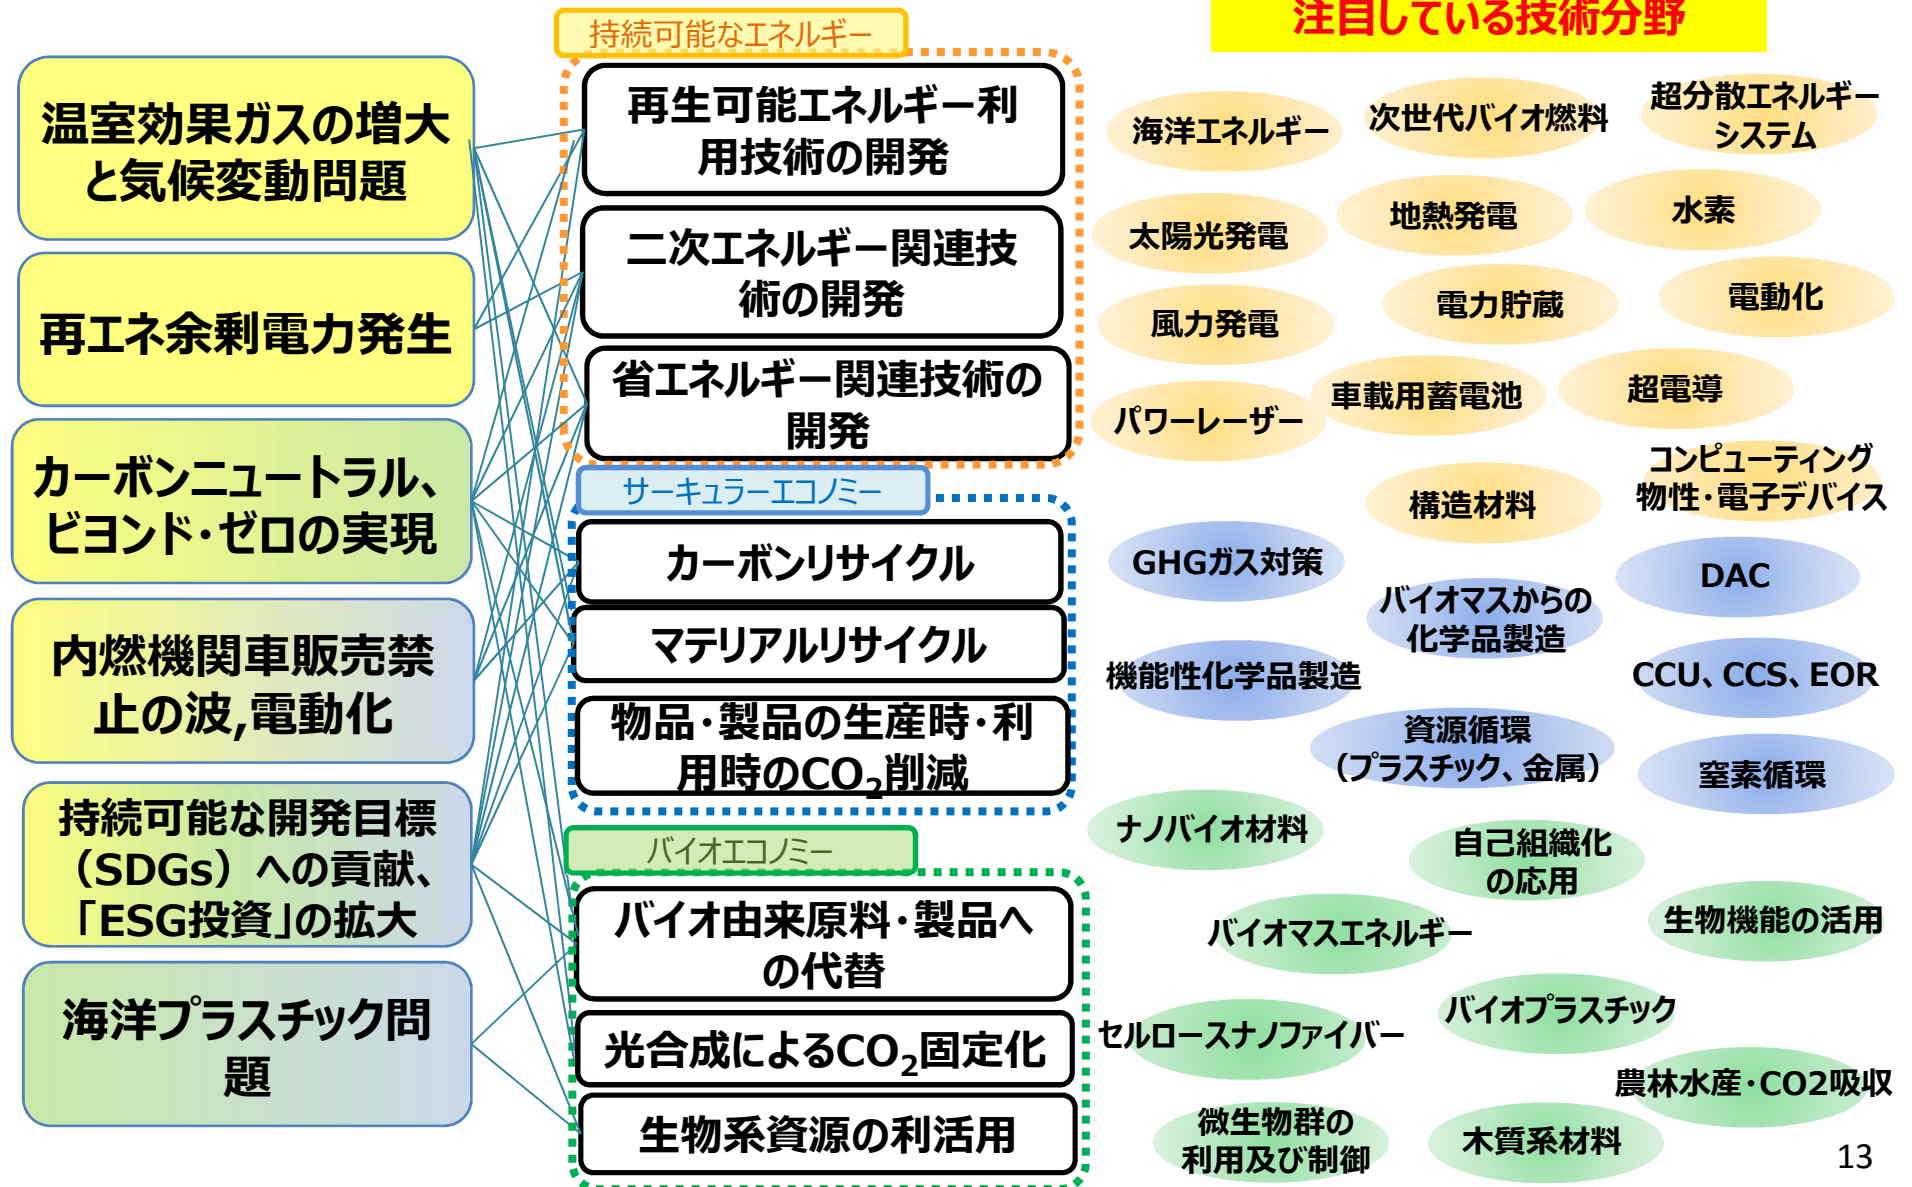 注目している技術分野
温室効果ガスの増大
と気候変動問題
再エネ余剰電力発生
カーボンニュートラル、
ビヨンド・ゼロの実現
内燃機関車販売禁
止の波,電動化
持続可能な開発目標
（SDGs）への貢献、
「ESG投資」の拡大
海洋プラスチック問
題
持続可能なエネルギー
再生可能エネルギー利
用技術の開発
二次エネルギー関連技
術の開発
省エネルギー関連技術の
開発
サーキュラーエコノミー
カーボンリサイクル
マテリアルリサイクル
物品・製品の生産時・利
用時のCO₂削減
バイオエコノミー
バイオ由来原料・製品へ
の代替
光合成によるCO₂固定化
生物系資源の利活用
海洋エネルギー
次世代バイオ燃料
超分散エネルギー
システム
太陽光発電
地熱発電
水素
風力発電
電力貯蔵
電動化
パワーレーザー
車載用蓄電池
超電導
構造材料
コンピューティング
物性・電子デバイス
GHGガス対策
バイオマスからの
化学品製造
DAC
機能性化学品製造
CCU、CCS、EOR
資源循環
（プラスチック、金属）
窒素循環
ナノバイオ材料
自己組織化
の応用
バイオマスエネルギー
生物機能の活用
セルロースナノファイバー
バイオプラスチック
農林水産・CO2吸収
微生物群の
利用及び制御
木質系材料
13